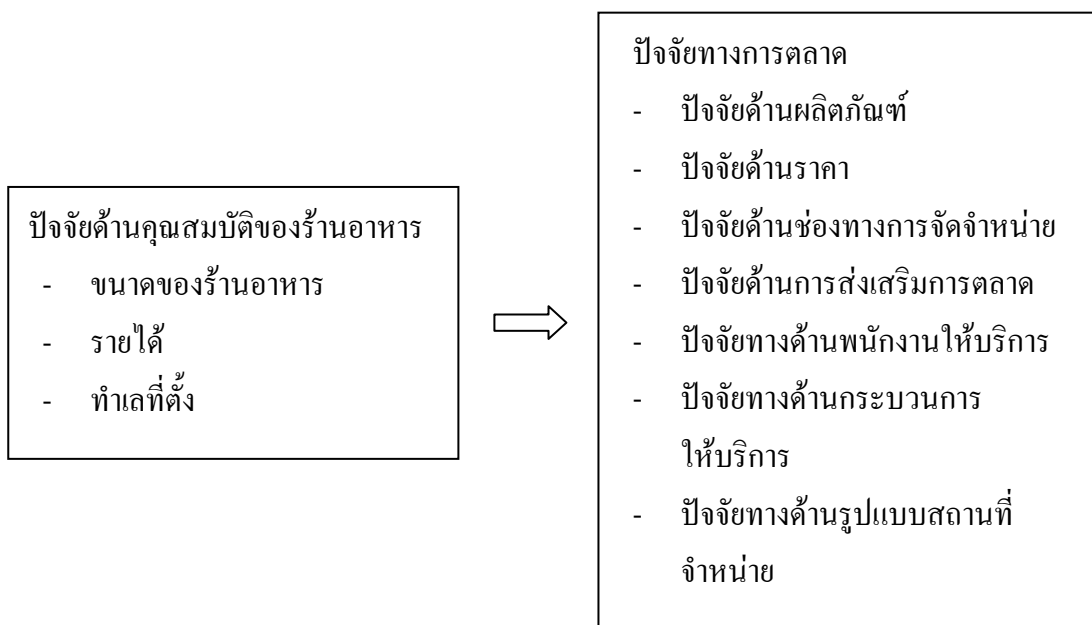 ปัจจัยด้านคุณสมบัติของร้านอาหาร
- ขนาดของร้านอาหาร
- รายได้
- ทำเลที่ตั้ง
ปัจจัยทางการตลาด
- ปัจจัยด้านผลิตภัณฑ์
- ปัจจัยด้านราคา
- ปัจจัยด้านช่องทางการจัดจำหน่าย
- ปัจจัยด้านการส่งเสริมการตลาด
- ปัจจัยทางด้านพนักงานให้บริการ
- ปัจจัยทางด้านกระบวนการ
ให้บริการ
- ปัจจัยทางด้านรูปแบบสถานที่
จำหน่าย